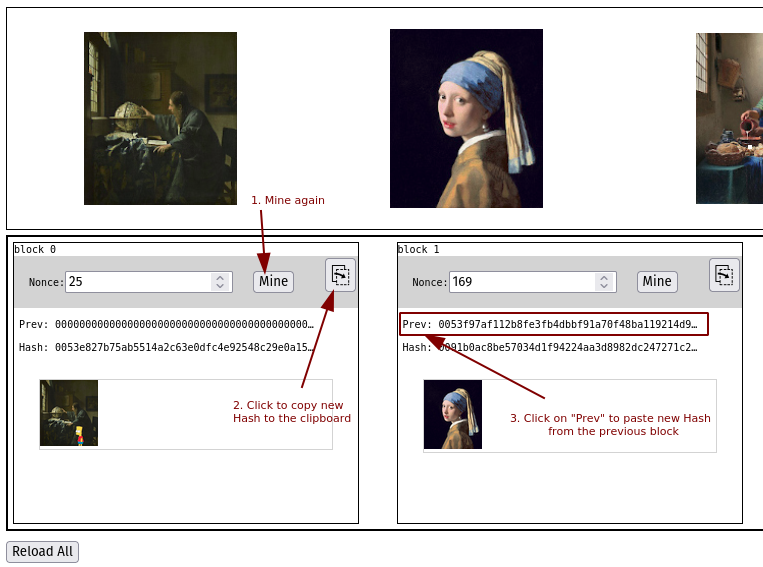 1. Mine again
block 0
Nonce: 25 Mine
Prev: 00000000000000000000000000000000000000000000…
Hash: 0053e827b75ab5514a2c63e0dfc4e92548c29e0a15…
2. Click to copy new
Hash to the clipboard
block 1
Nonce: 169 Mine
Prev: 0053f97af112b8fe3fb4dbbf91a70f48ba119214d9…
Hash: 0091b0ac8be57034d1f94224aa3d8982dc247271c2…
3. Click on "Prev" to paste new Hash
from the previous block
Reload All